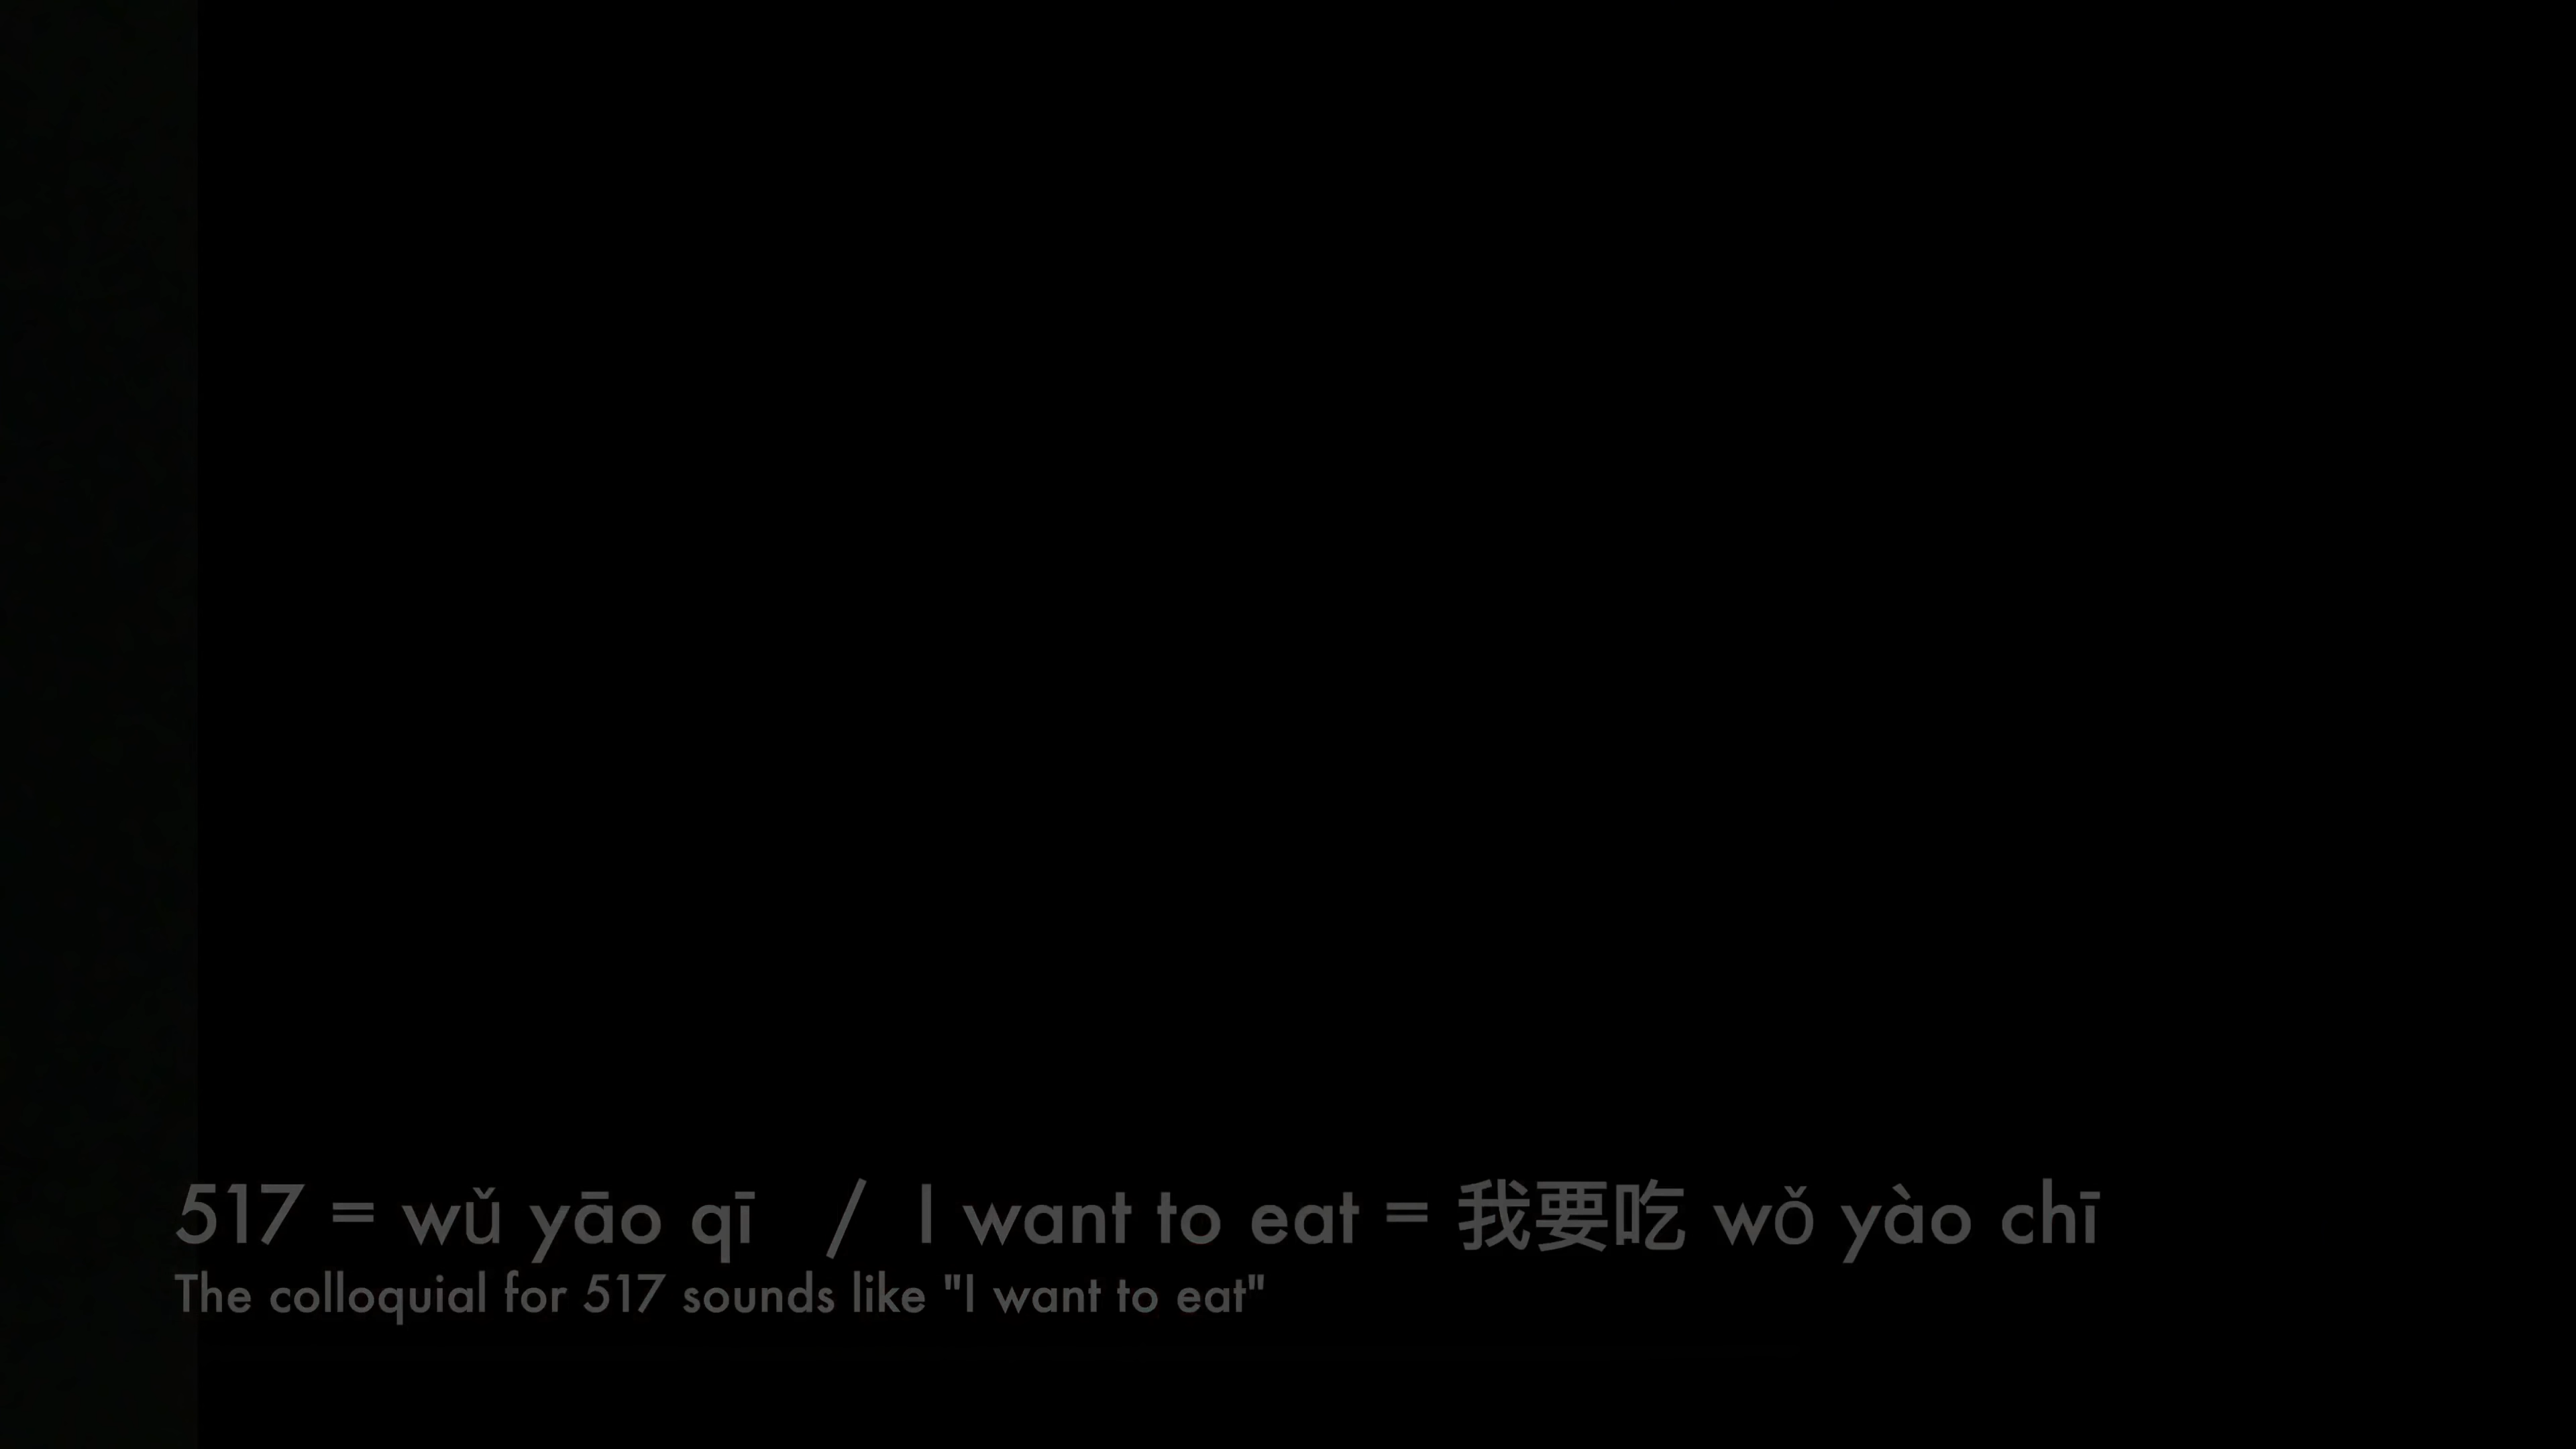 517 = wǔ yāo qī / I want to eat = 我要吃 wǒ yào chī
The colloquial for 517 sounds like "I want to eat"